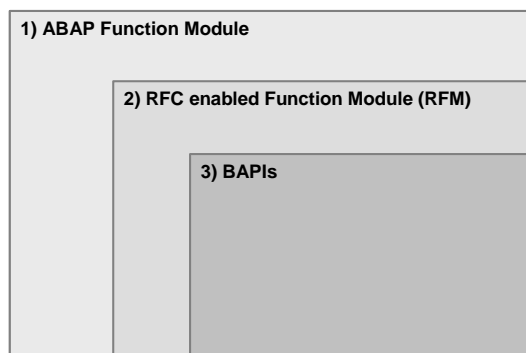 1) ABAP Function Module
2) RFC enabled Function Module (RFM)
3) BAPIs